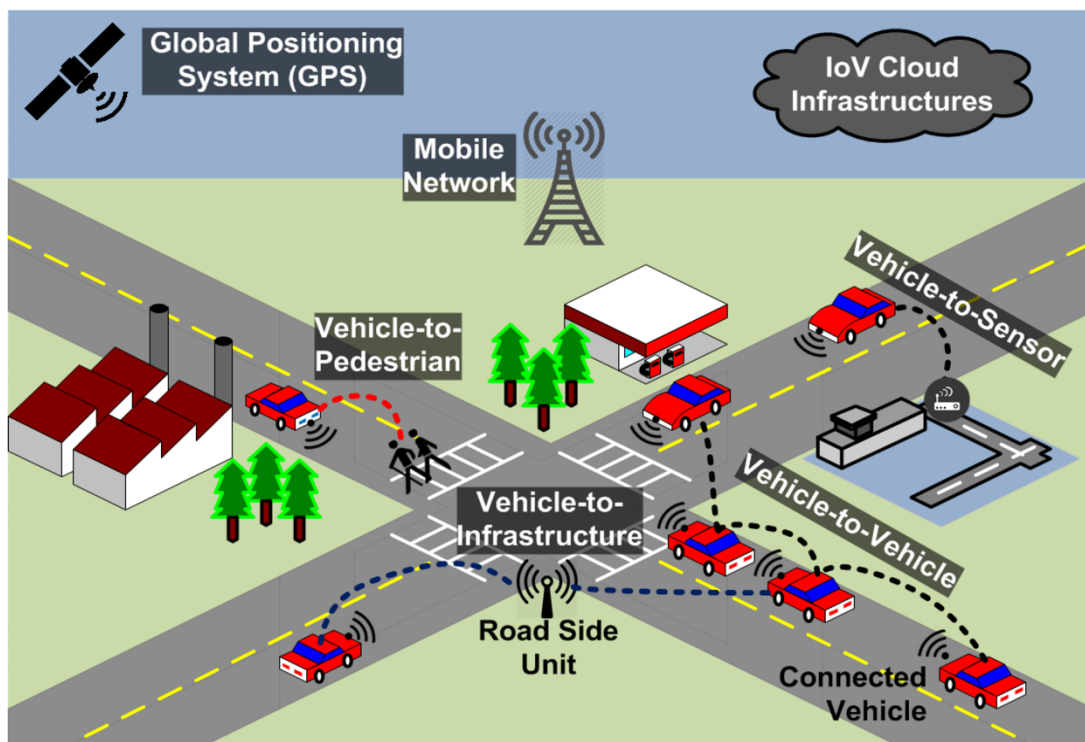 Global Positioning
System (GPS)
IoV Cloud
Infrastructures
Mobile
Network
Vehicle-to-Sensor
Vehicle-to-
Pedestrian
Vehicle-to-
Infrastructure
Vehicle-to-Vehicle
Road Side
Unit
Connected
Vehicle